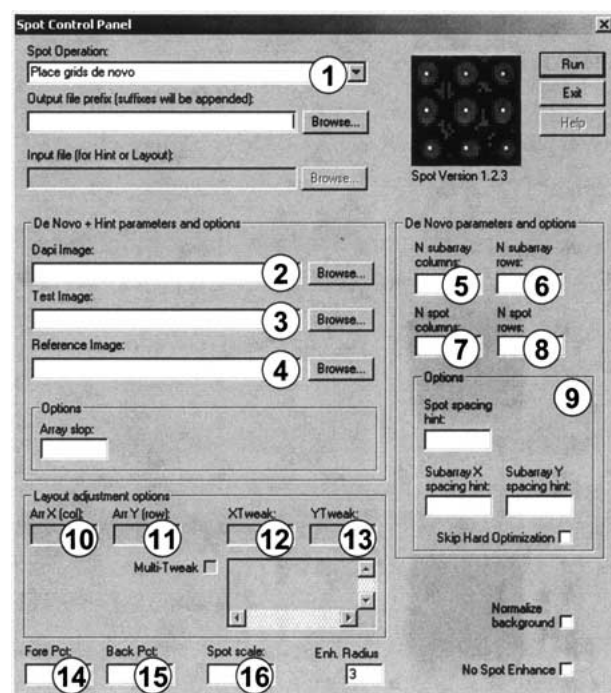 Spot Control Panel
Spot Operation:
Place grids de novo
1
Output file prefix (suffixes will be appended):
Browse...
Input file (for Hint or Layout):
Browse...
Run
Exit
Help
Spot Version 1.2.3
De Novo + Hint parameters and options
Dapi Image:
2
Browse...
Test Image:
3
Browse...
Reference Image:
4
Browse...
Options
Array slop:
De Novo parameters and options
N subarray columns:
5
N subarray rows:
6
N spot columns:
7
N spot rows:
8
Options
9
Spot spacing hint:
Subarray X spacing hint:
Subarray Y spacing hint:
Skip Hard Optimization
Layout adjustment options
Arr X (col):
10
Arr Y (row):
11
XTweak:
12
YTweak:
13
Multi-Tweak
Normalize background
Fore Pct:
14
Back Pct:
15
Spot scale:
16
Enh. Radius
3
No Spot Enhance